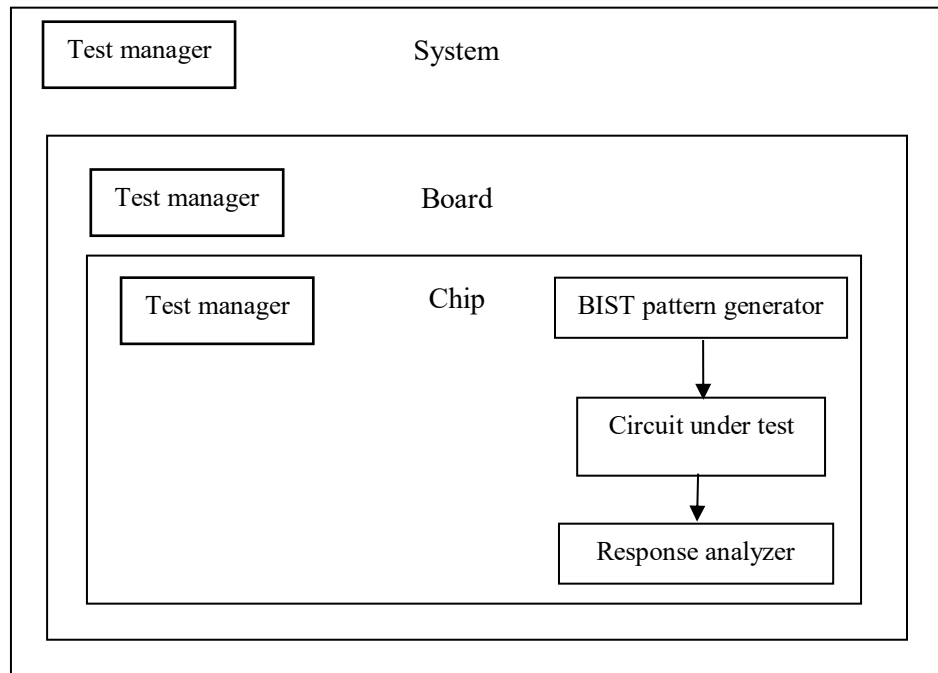 Test manager
System
Test manager
Board
Test manager
Chip
BIST pattern generator
Circuit under test
Response analyzer